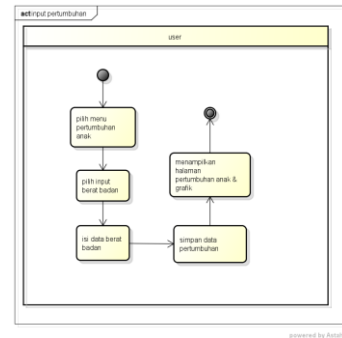 act input pertumbuhan
user
pilih menu
pertumbuhan
anak
pilih input
berat badan
isi data berat
badan
simpan data
pertumbuhan
menampilkan
halaman
pertumbuhan anak &
grafik
powered by Astah